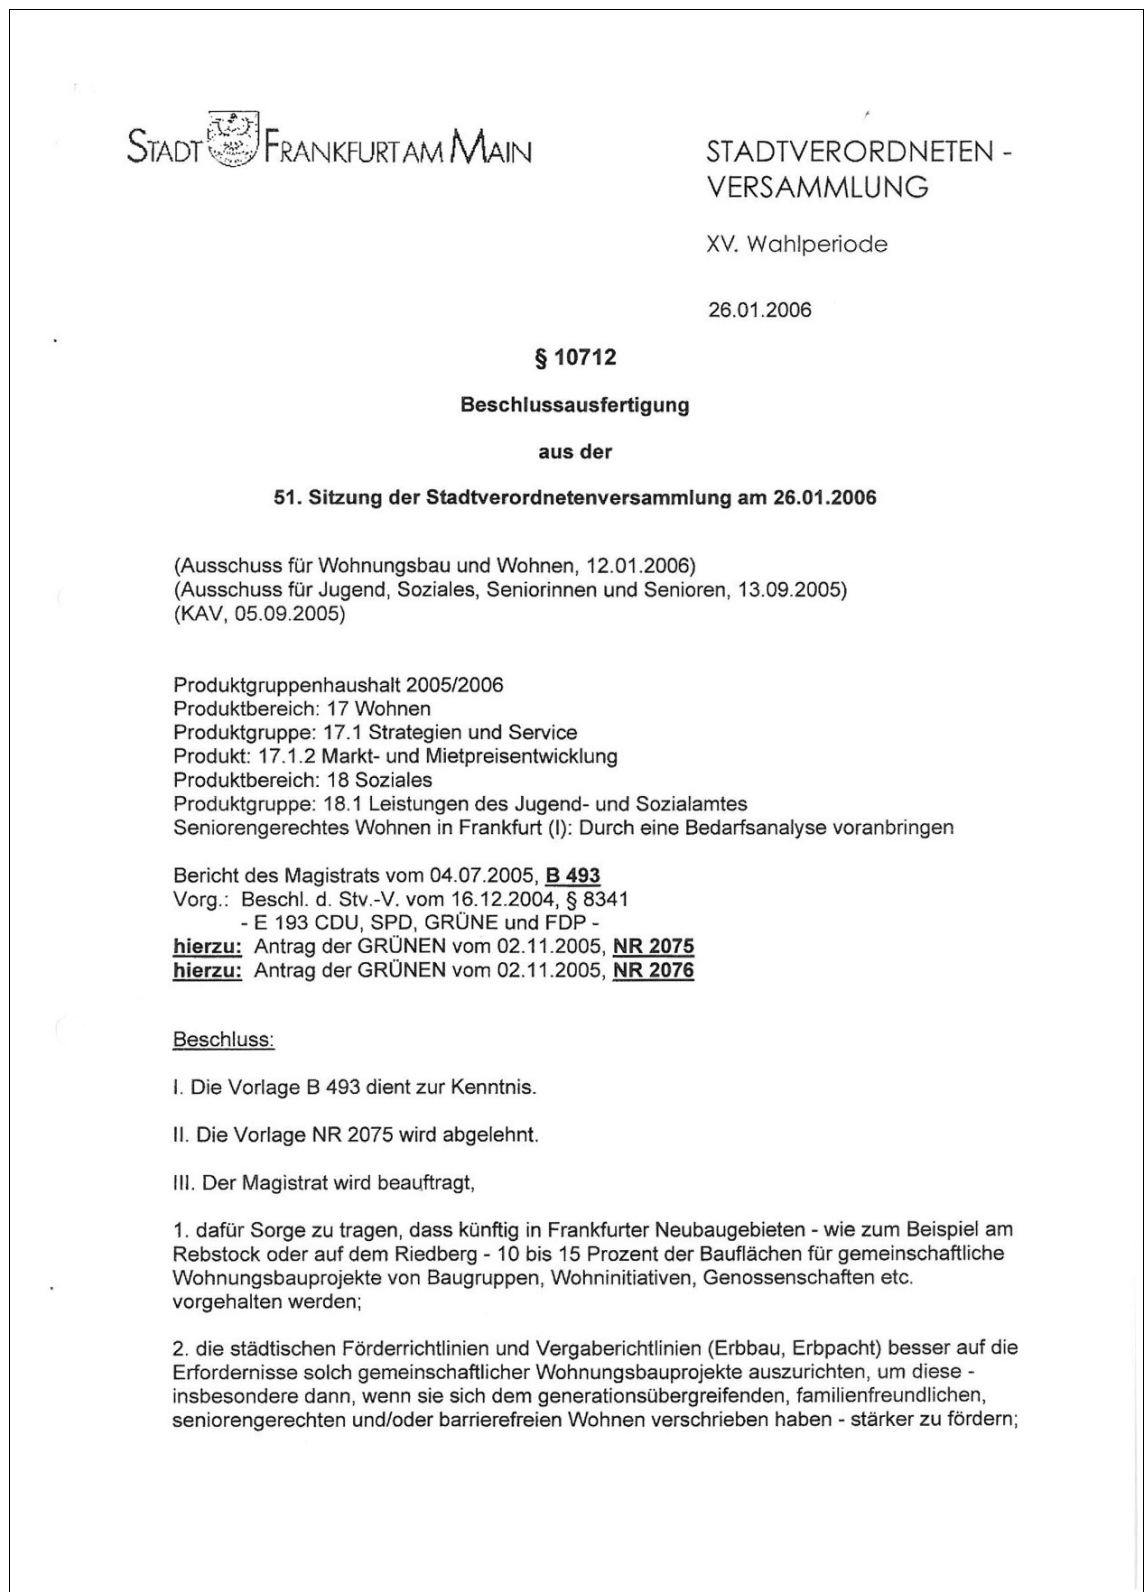 STADT FRANKFURT AM MAIN
STADTVERORDNETEN -
VERSAMMLUNG
XV. Wahlperiode
26.01.2006
§ 10712
Beschlussausfertigung
aus der
51. Sitzung der Stadtverordnetenversammlung am 26.01.2006
(Ausschuss für Wohnungsbau und Wohnen, 12.01.2006)
(Ausschuss für Jugend, Soziales, Seniorinnen und Senioren, 13.09.2005)
(KAV, 05.09.2005)
Produktgruppenhaushalt 2005/2006
Produktbereich: 17 Wohnen
Produktgruppe: 17.1 Strategien und Service
Produkt: 17.1.2 Markt- und Mietpreisentwicklung
Produktbereich: 18 Soziales
Produktgruppe: 18.1 Leistungen des Jugend- und Sozialamtes
Seniorengerechtes Wohnen in Frankfurt (I): Durch eine Bedarfsanalyse voranbringen
Bericht des Magistrats vom 04.07.2005, B 493
Vorg.: Beschl. d. Stv.-V. vom 16.12.2004, § 8341
- E 193 CDU, SPD, GRÜNE und FDP -
hierzu: Antrag der GRÜNEN vom 02.11.2005, NR 2075
hierzu: Antrag der GRÜNEN vom 02.11.2005, NR 2076
Beschluss:
I. Die Vorlage B 493 dient zur Kenntnis.
II. Die Vorlage NR 2075 wird abgelehnt.
III. Der Magistrat wird beauftragt,
1. dafür Sorge zu tragen, dass künftig in Frankfurter Neubaugebieten - wie zum Beispiel am
Rebstock oder auf dem Riedberg - 10 bis 15 Prozent der Bauflächen für gemeinschaftliche
Wohnungsbauprojekte von Baugruppen, Wohninitiativen, Genossenschaften etc.
vorgehalten werden;
2. die städtischen Förderrichtlinien und Vergaberichtlinien (Erbbau, Erbpacht) besser auf die
Erfordernisse solch gemeinschaftlicher Wohnungsbauprojekte auszurichten, um diese -
insbesondere dann, wenn sie sich dem generationsübergreifenden, familienfreundlichen,
seniorengerechten und/oder barrierefreien Wohnen verschrieben haben - stärker zu fördern;